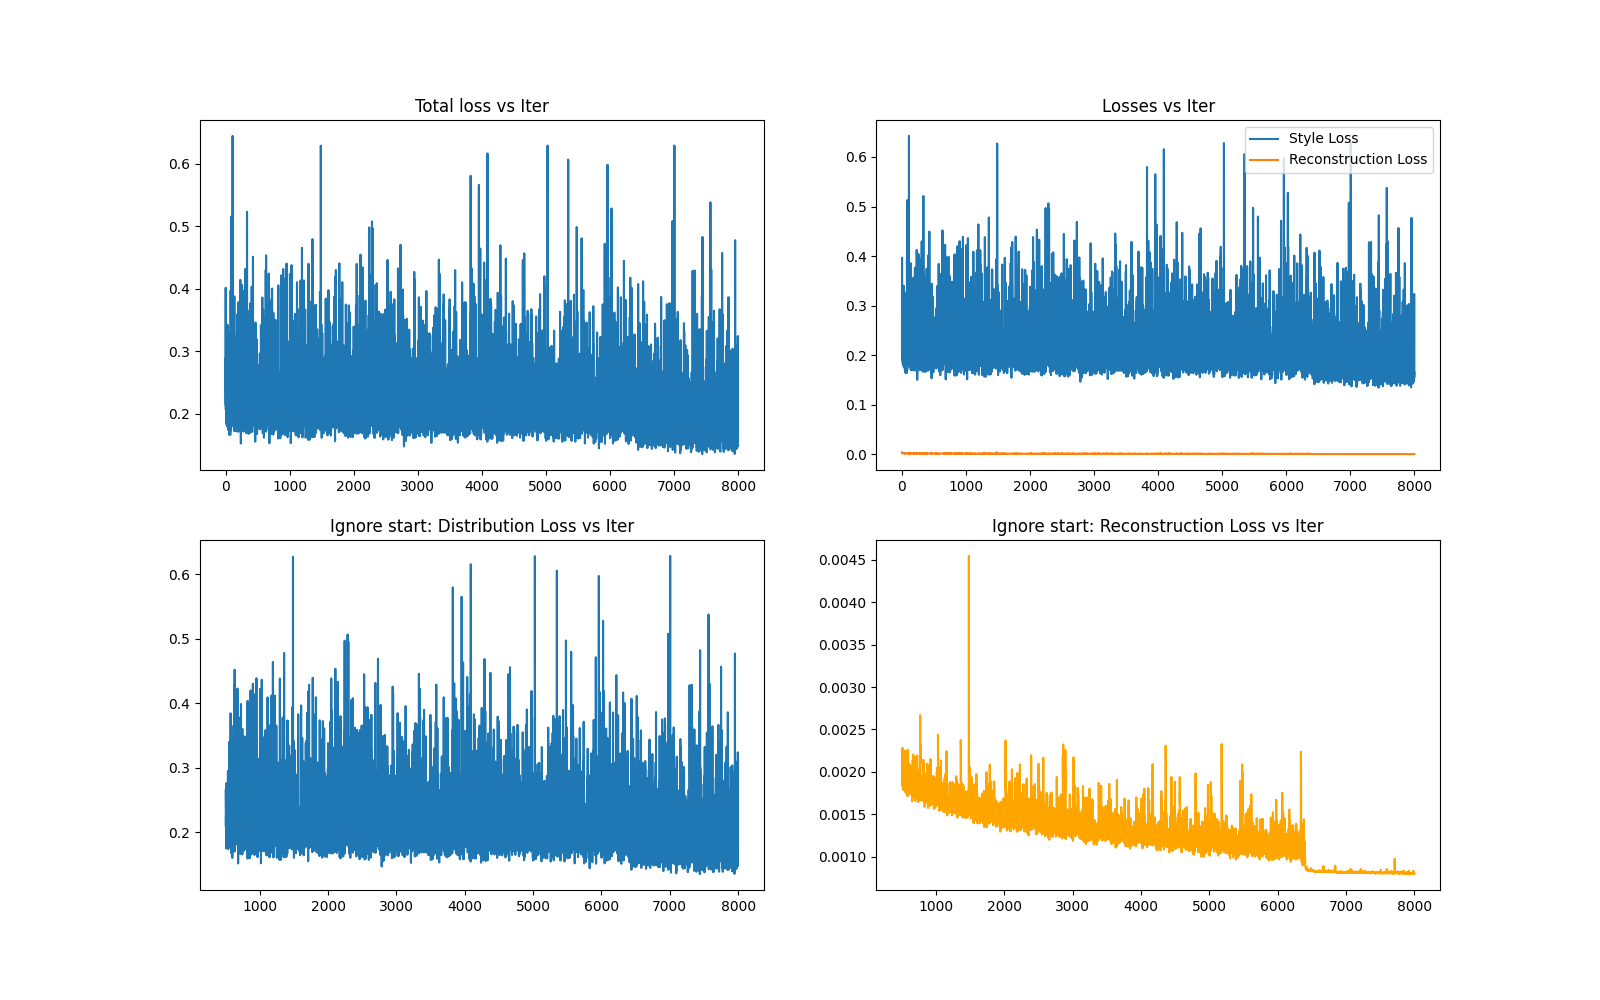 Total loss vs Iter
0.6
0.5
0.4
0.3
0.2
0 1000 2000 3000 4000 5000 6000 7000 8000
Losses vs Iter
Style Loss
Reconstruction Loss
0.6
0.5
0.4
0.3
0.2
0.1
0.0
0 1000 2000 3000 4000 5000 6000 7000 8000
Ignore start: Distribution Loss vs Iter
0.6
0.5
0.4
0.3
0.2
1000 2000 3000 4000 5000 6000 7000 8000
Ignore start: Reconstruction Loss vs Iter
0.0045
0.0040
0.0035
0.0030
0.0025
0.0020
0.0015
0.0010
1000 2000 3000 4000 5000 6000 7000 8000